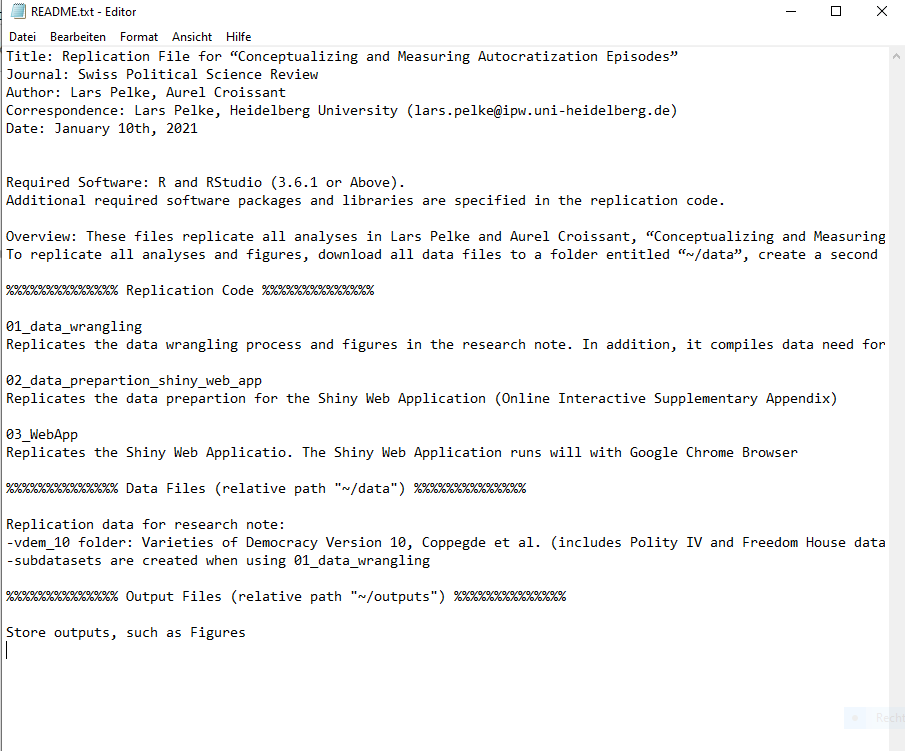 README.txt - Editor
Datei Bearbeiten Format Ansicht Hilfe
Title: Replication File for “Conceptualizing and Measuring Autocratization Episodes”
Journal: Swiss Political Science Review
Author: Lars Pelke, Aurel Croissant
Correspondence: Lars Pelke, Heidelberg University (lars.pelke@ipw.uni-heidelberg.de)
Date: January 10th, 2021
Required Software: R and RStudio (3.6.1 or Above).
Additional required software packages and libraries are specified in the replication code.
Overview: These files replicate all analyses in Lars Pelke and Aurel Croissant, “Conceptualizing and Measuring
To replicate all analyses and figures, download all data files to a folder entitled “~/data”, create a second
%%%%%%%%%%%%%% Replication Code %%%%%%%%%%%%%%
01_data_wrangling
Replicates the data wrangling process and figures in the research note. In addition, it compiles data need for
02_data_prepartion_shiny_web_app
Replicates the data prepartion for the Shiny Web Application (Online Interactive Supplementary Appendix)
03_WebApp
Replicates the Shiny Web Applicatio. The Shiny Web Application runs will with Google Chrome Browser
%%%%%%%%%%%%%% Data Files (relative path "~/data") %%%%%%%%%%%%%%
Replication data for research note:
-vdem_10 folder: Varieties of Democracy Version 10, Coppegde et al. (includes Polity IV and Freedom House data
-subdatasets are created when using 01_data_wrangling
%%%%%%%%%%%%%% Output Files (relative path "~/outputs") %%%%%%%%%%%%%%
Store outputs, such as Figures
Recht